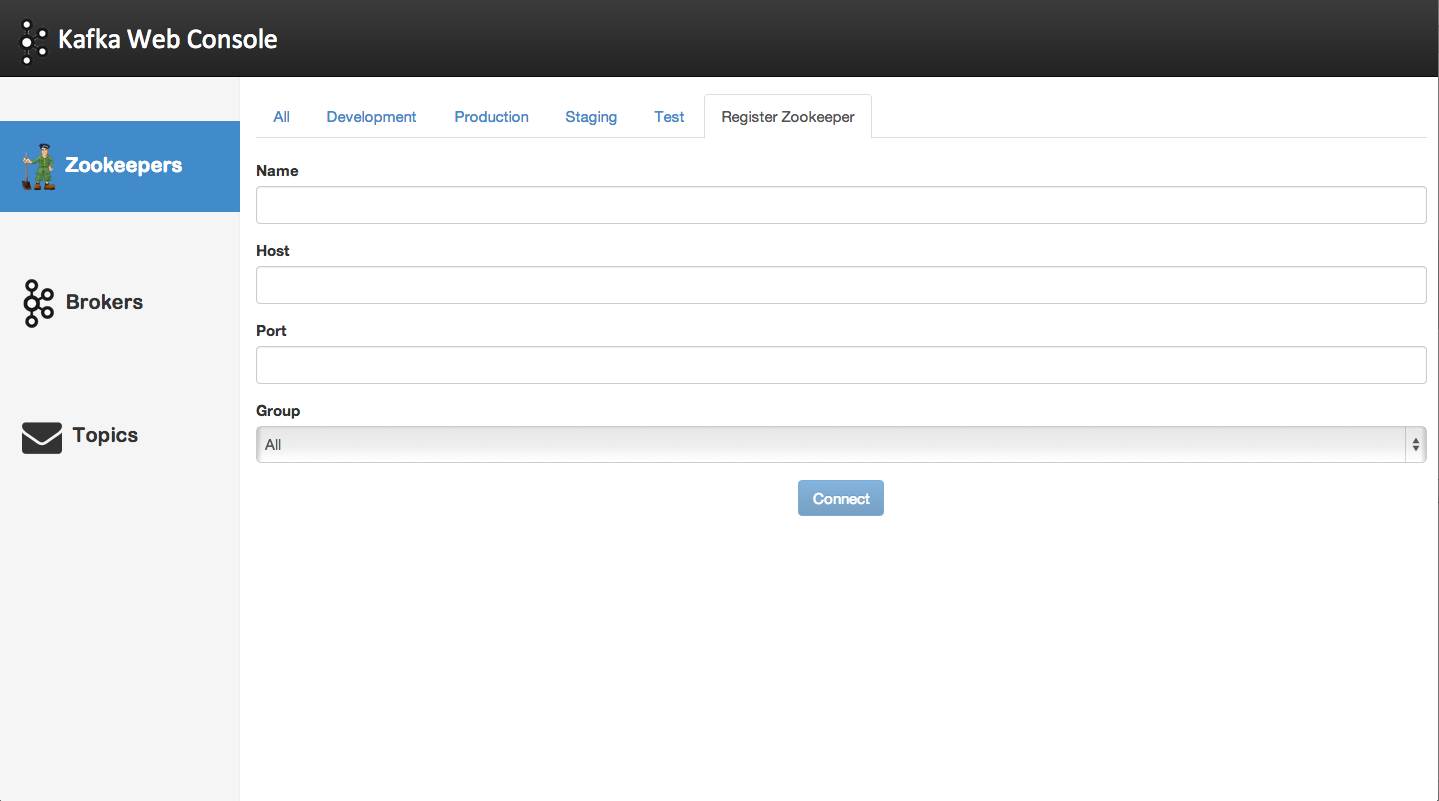 Kafka Web Console
Zookeepers
Brokers
Topics
All Development Production Staging Test Register Zookeeper
Name
Host
Port
Group
All
Connect